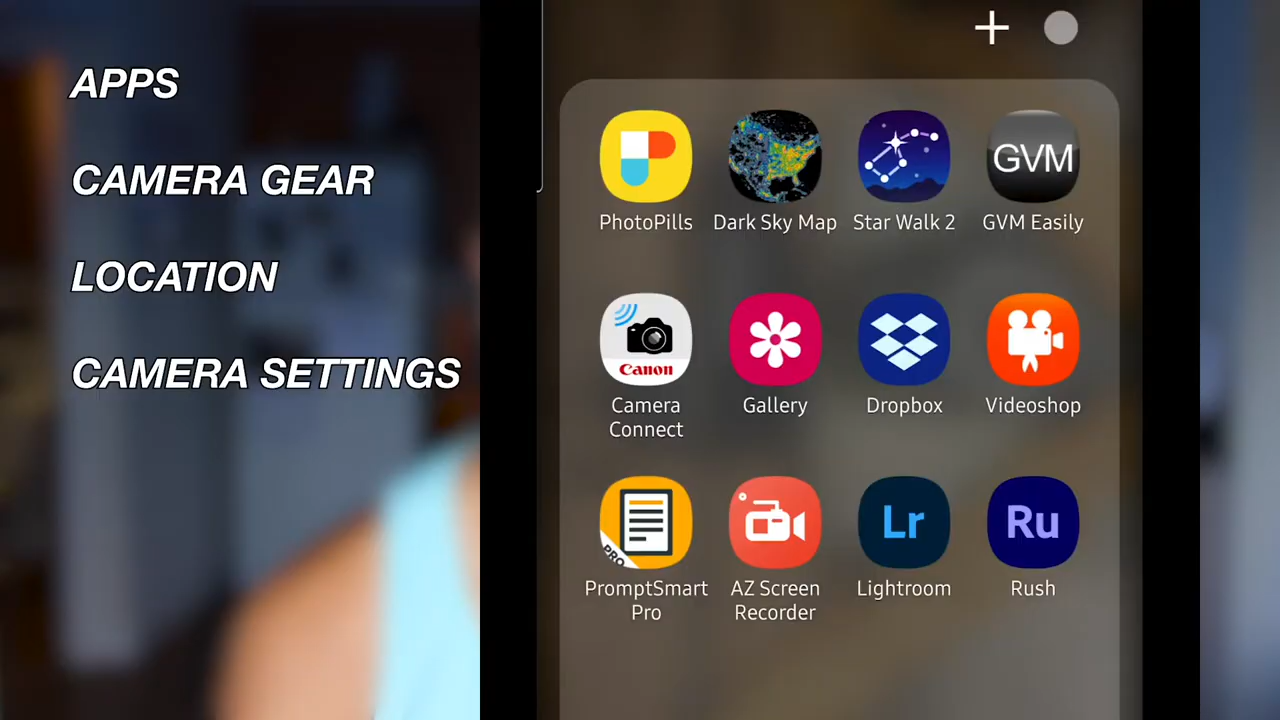 APPS
CAMERA GEAR
LOCATION
CAMERA SETTINGS
GVM
PhotoPills
Dark Sky Map
Star Walk 2
GVM Easily
Canon
Camera
Connect
Gallery
Dropbox
Videoshop
PRO
Lr
Ru
PromptSmart
Pro
AZ Screen
Recorder
Lightroom
Rush